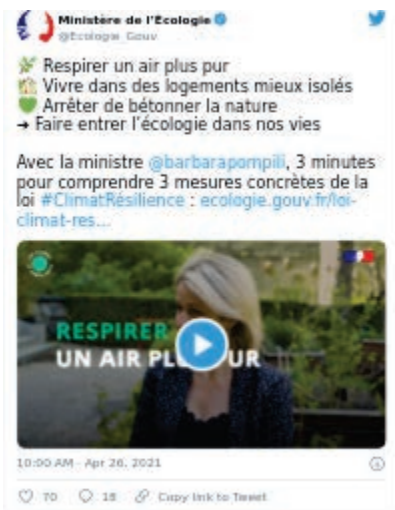 Ministère de l'Écologie
@Ecologie_Gouv
🌿 Respirer un air plus pur
🏡 Vivre dans des logements mieux isolés
💚 Arrêter de bétonner la nature
→ Faire entrer l'écologie dans nos vies
Avec la ministre @barbarapompili, 3 minutes
pour comprendre 3 mesures concrètes de la
loi #ClimatRésilience : ecologie.gouv.fr/loi-
climat-res...
RESPIRER
UN AIR PL UR
10:00 AM · Apr 26, 2021
70 18 Copy link to Tweet